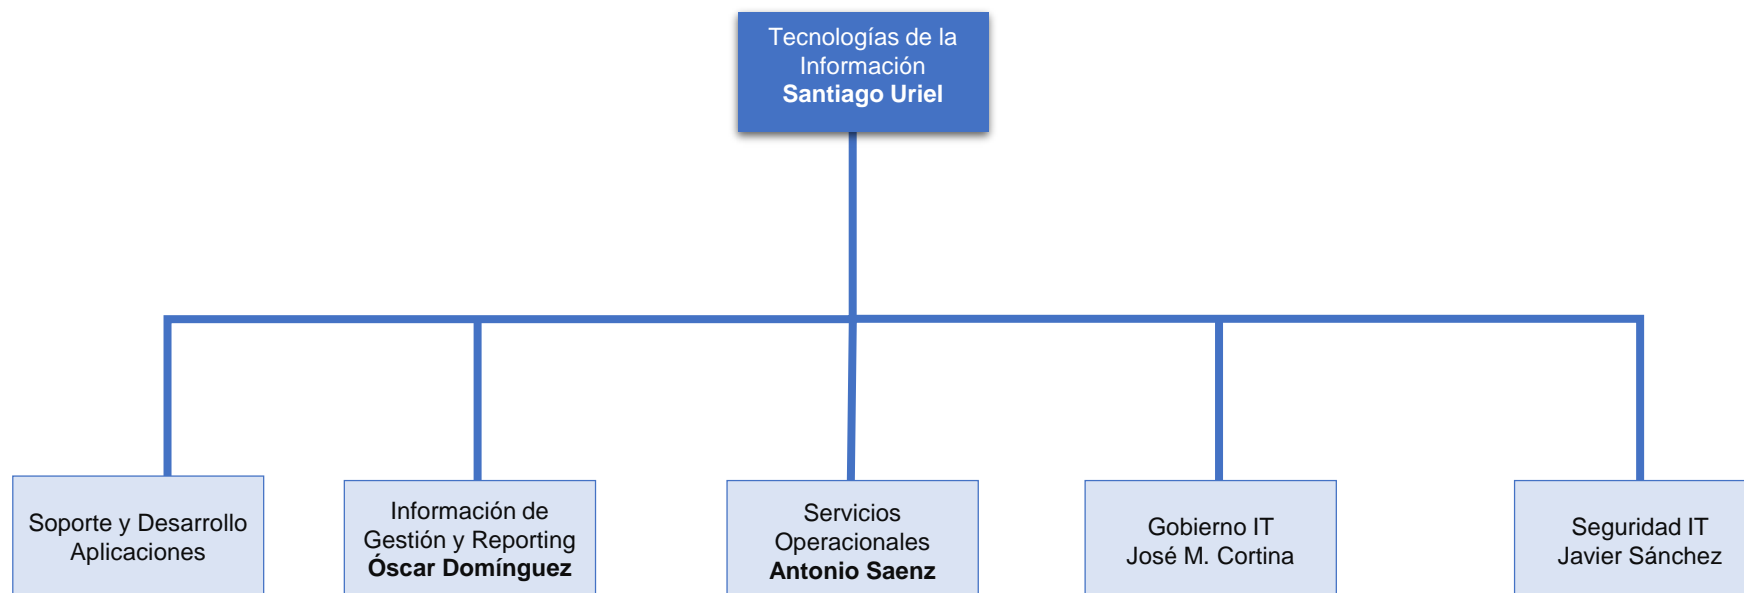 Tecnologías de la
Información
Santiago Uriel
Soporte y Desarrollo
Aplicaciones
Información de
Gestión y Reporting
Óscar Domínguez
Servicios
Operacionales
Antonio Saenz
Gobierno IT
José M. Cortina
Seguridad IT
Javier Sánchez